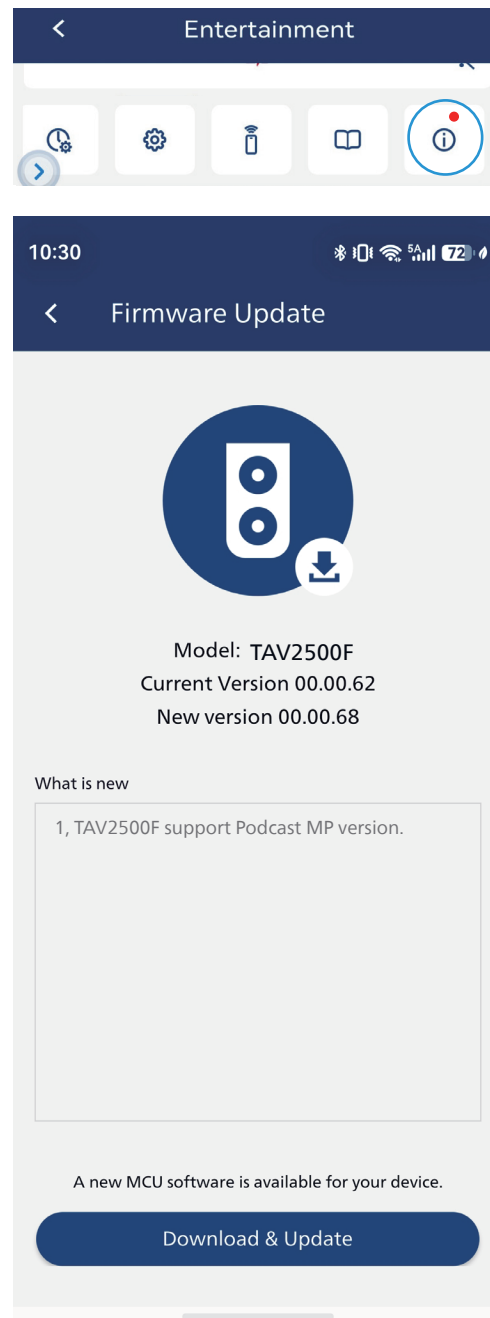 Entertainment
10:30
5A
72
Firmware Update
Model: TAV2500F
Current Version 00.00.62
New version 00.00.68
What is new
1, TAV2500F support Podcast MP version.
A new MCU software is available for your device.
Download & Update